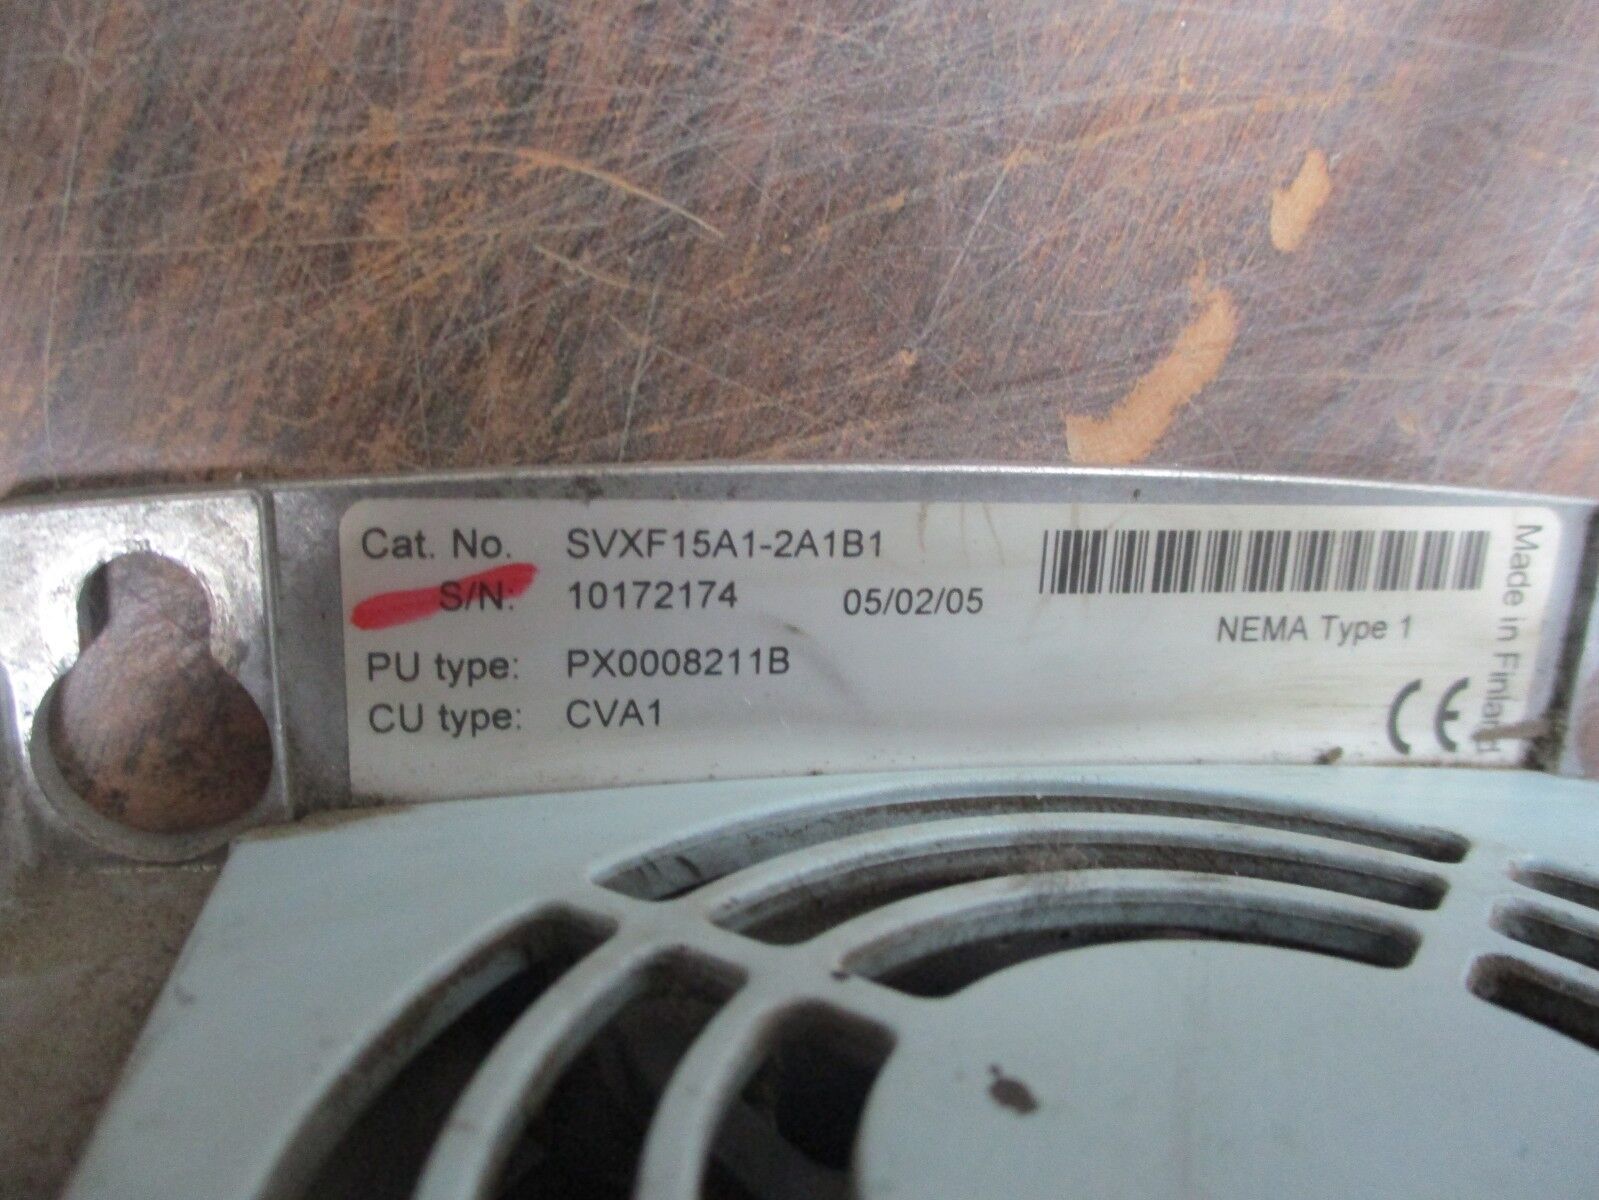 Cat. No. SVXF15A1-2A1B1
S/N: 10172174 05/02/05
NEMA Type 1
PU type: PX0008211B
CU type: CVA1
CE
Made in Finland